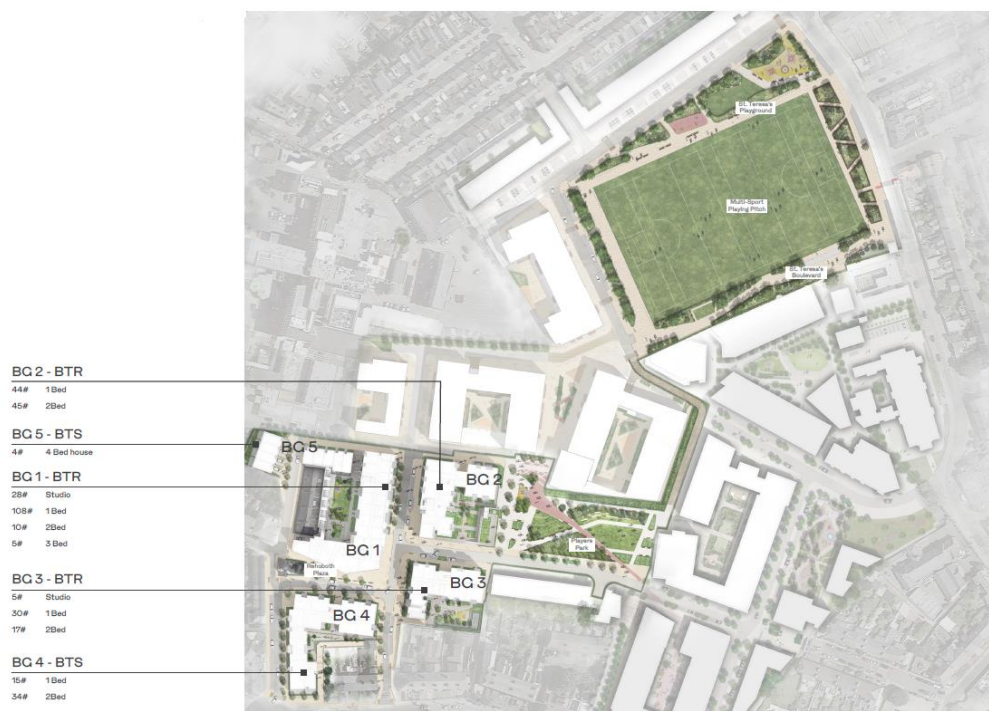 BG 2 - BTR
44# 1 Bed
45# 2Bed
BG 5 - BTS
4# 4 Bed house
BG 1 - BTR
28# Studio
108# 1 Bed
10# 2Bed
5# 3 Bed
BG 3 - BTR
5# Studio
30# 1 Bed
17# 2Bed
BG 4 - BTS
15# 1 Bed
34# 2Bed
St. Teresa's
Playground
Multi-Sport
Playing Pitch
St. Teresa's
Boulevard
BG 5
BG 2
BG 1
Players
Park
Rehoboth
Plaza
BG 3
BG 4